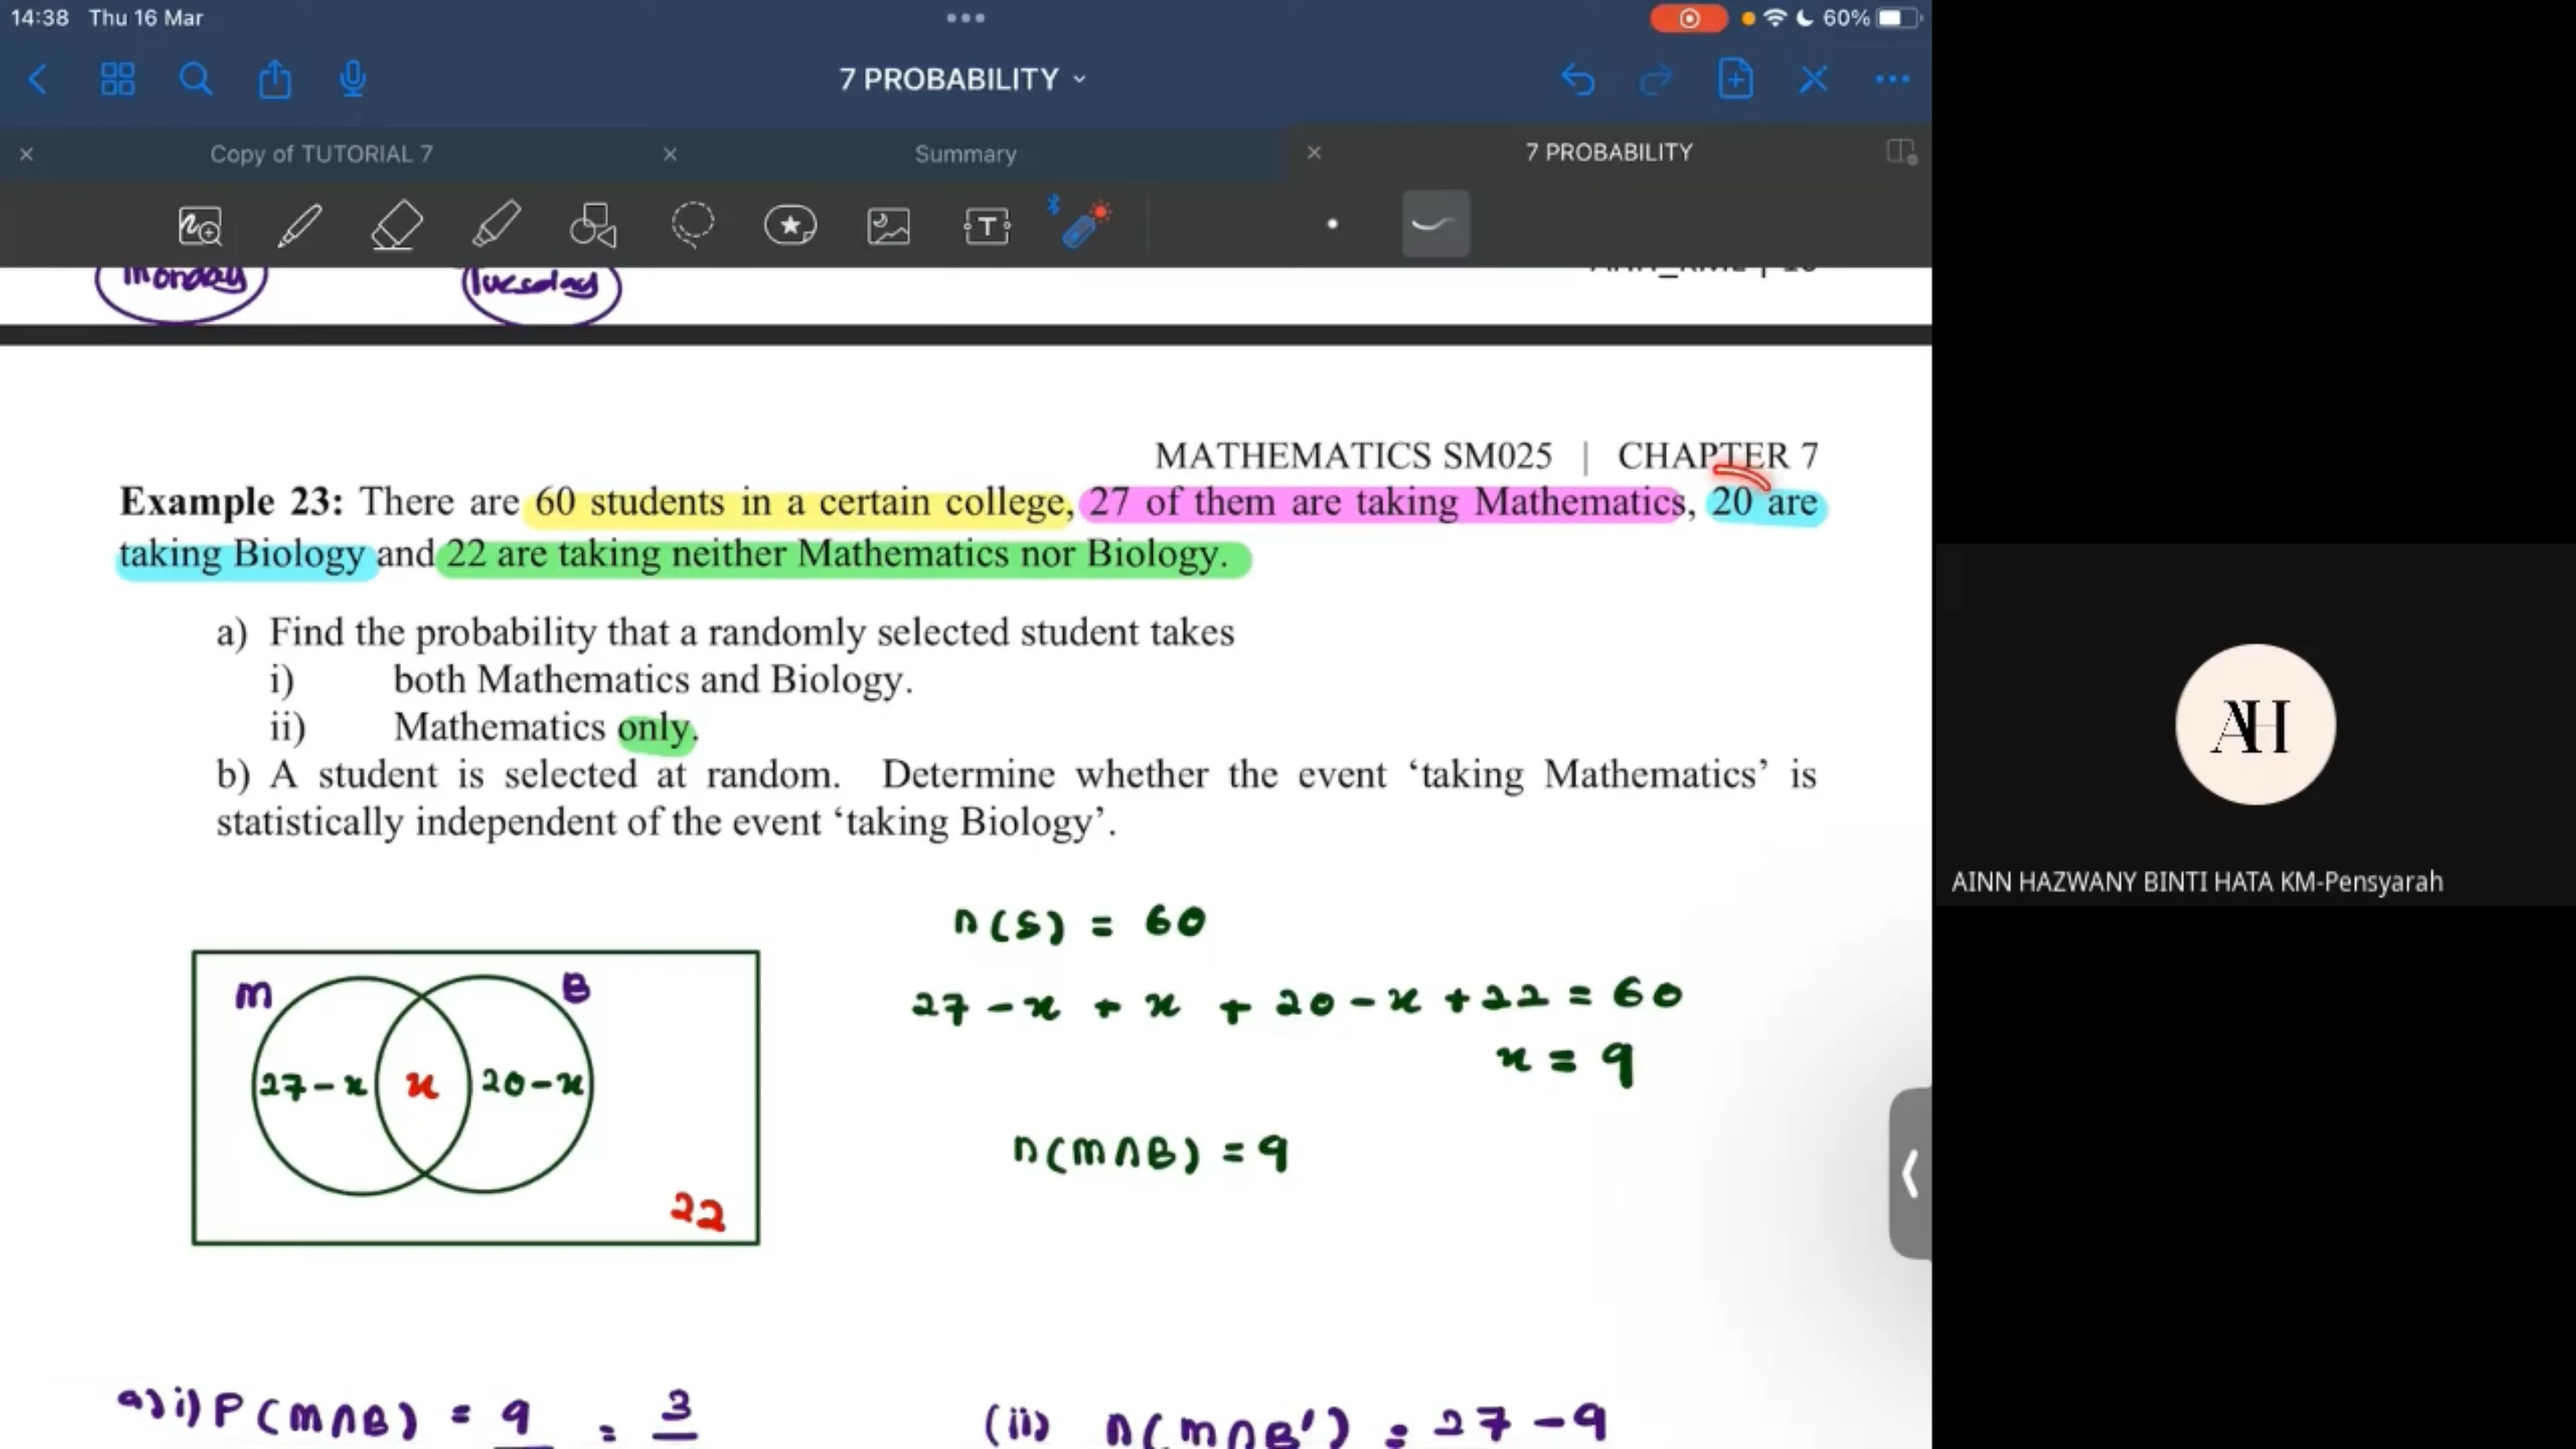 14:38 Thu 16 Mar
60%
7 PROBABILITY
Copy of TUTORIAL 7
Summary
7 PROBABILITY
T
Monday
Tuesday
MATHEMATICS SM025 | CHAPTER 7
Example 23: There are 60 students in a certain college, 27 of them are taking Mathematics, 20 are
taking Biology and 22 are taking neither Mathematics nor Biology.
a) Find the probability that a randomly selected student takes
i) both Mathematics and Biology.
ii) Mathematics only.
b) A student is selected at random. Determine whether the event ‘taking Mathematics’ is
statistically independent of the event ‘taking Biology’.
n(S) = 60
27 - x + x + 20 - x + 22 = 60
x = 9
n(M∩B) = 9
M
B
27 - x
x
20 - x
22
a) i) P(M∩B) = 9 = 3
(ii) n(M∩B') = 27 - 9
AH
AINN HAZWANY BINTI HATA KM-Pensyarah